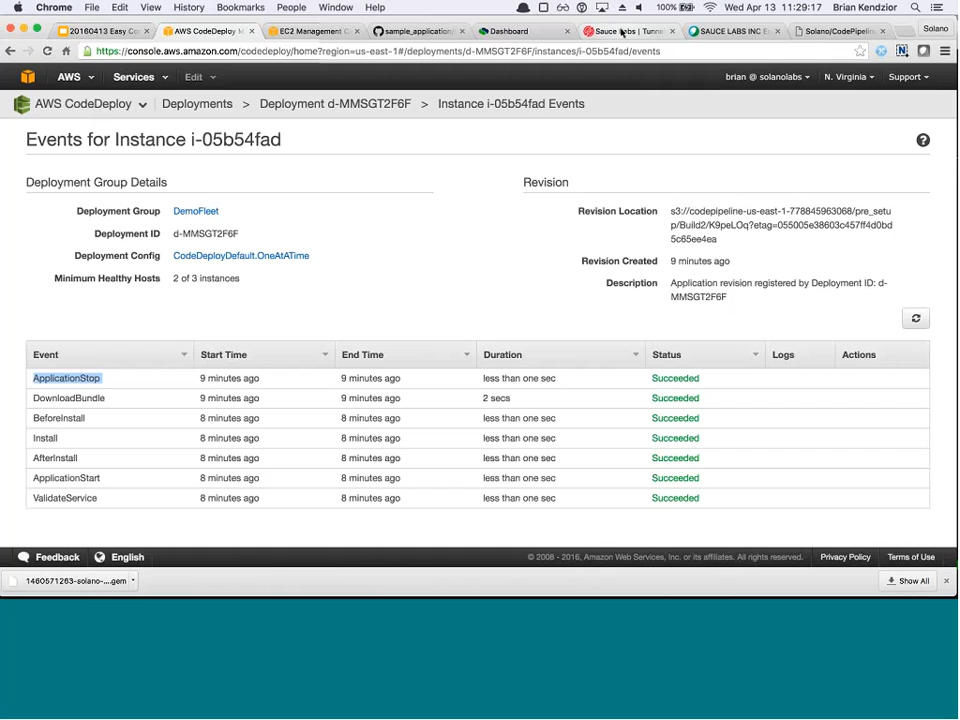 Chrome File Edit View History Bookmarks People Window Help 100% Wed Apr 13 11:29:17 Brian Kendzior
20160413 Easy Co AWS CodeDeploy M EC2 Management C sample_application/ Dashboard Sauce Labs | Tunne SAUCE LABS INC E Solano/CodePipelin Solano
https://console.aws.amazon.com/codedeploy/home?region=us-east-1#/deployments/d-MMSGT2F6F/instances/i-05b54fad/events
AWS Services Edit brian @ solanolabs N. Virginia Support
AWS CodeDeploy Deployments > Deployment d-MMSGT2F6F > Instance i-05b54fad Events
Events for Instance i-05b54fad
Deployment Group Details
Deployment Group DemoFleet
Deployment ID d-MMSGT2F6F
Deployment Config CodeDeployDefault.OneAtATime
Minimum Healthy Hosts 2 of 3 instances
Revision
Revision Location s3://codepipeline-us-east-1-778845963068/pre_setu
p/Build2/K9peLOq?etag=055005e38603c457ff4d0bd
5c65ee4ea
Revision Created 9 minutes ago
Description Application revision registered by Deployment ID: d-
MMSGT2F6F
Event Start Time End Time Duration Status Logs Actions
ApplicationStop 9 minutes ago 9 minutes ago less than one sec Succeeded
DownloadBundle 9 minutes ago 9 minutes ago 2 secs Succeeded
BeforeInstall 8 minutes ago 8 minutes ago less than one sec Succeeded
Install 8 minutes ago 8 minutes ago less than one sec Succeeded
AfterInstall 8 minutes ago 8 minutes ago less than one sec Succeeded
ApplicationStart 8 minutes ago 8 minutes ago less than one sec Succeeded
ValidateService 8 minutes ago 8 minutes ago less than one sec Succeeded
Feedback English © 2008 - 2016, Amazon Web Services, Inc. or its affiliates. All rights reserved. Privacy Policy Terms of Use
1460571263-solano-....gem Show All